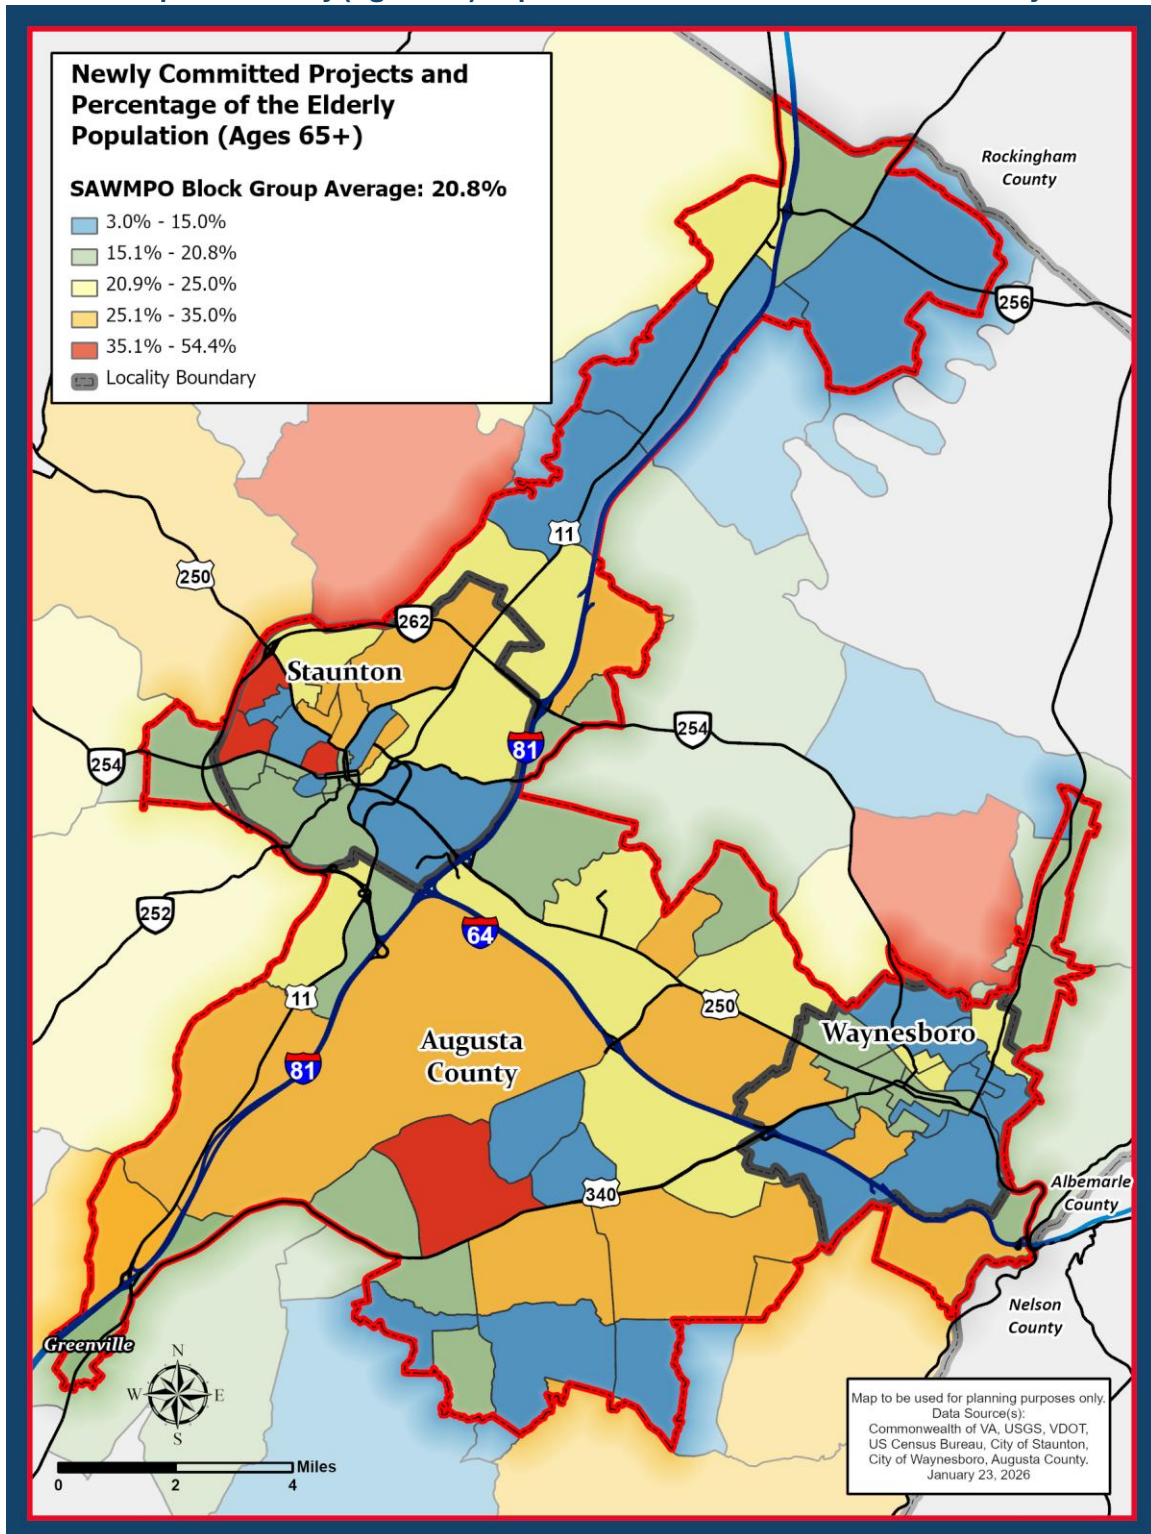 Newly Committed Projects and
Percentage of the Elderly
Population (Ages 65+)
SAWMPO Block Group Average: 20.8%
3.0% - 15.0%
15.1% - 20.8%
20.9% - 25.0%
25.1% - 35.0%
35.1% - 54.4%
Locality Boundary
Rockingham
County
256
11
250
262
Staunton
254
81
254
252
64
11
250
Augusta
County
Waynesboro
81
340
Albemarle
County
Nelson
County
Greenville
N
W E
S
Miles
0 2 4
Map to be used for planning purposes only.
Data Source(s):
Commonwealth of VA, USGS, VDOT,
US Census Bureau, City of Staunton,
City of Waynesboro, Augusta County.
January 23, 2026